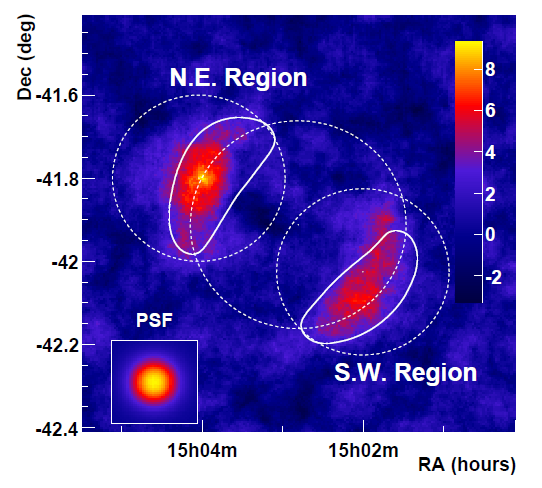 Dec (deg)
N.E. Region
-41.6
-41.8
-42
-42.2
-42.4
8
6
4
2
0
-2
PSF
S.W. Region
15h04m
15h02m
RA (hours)